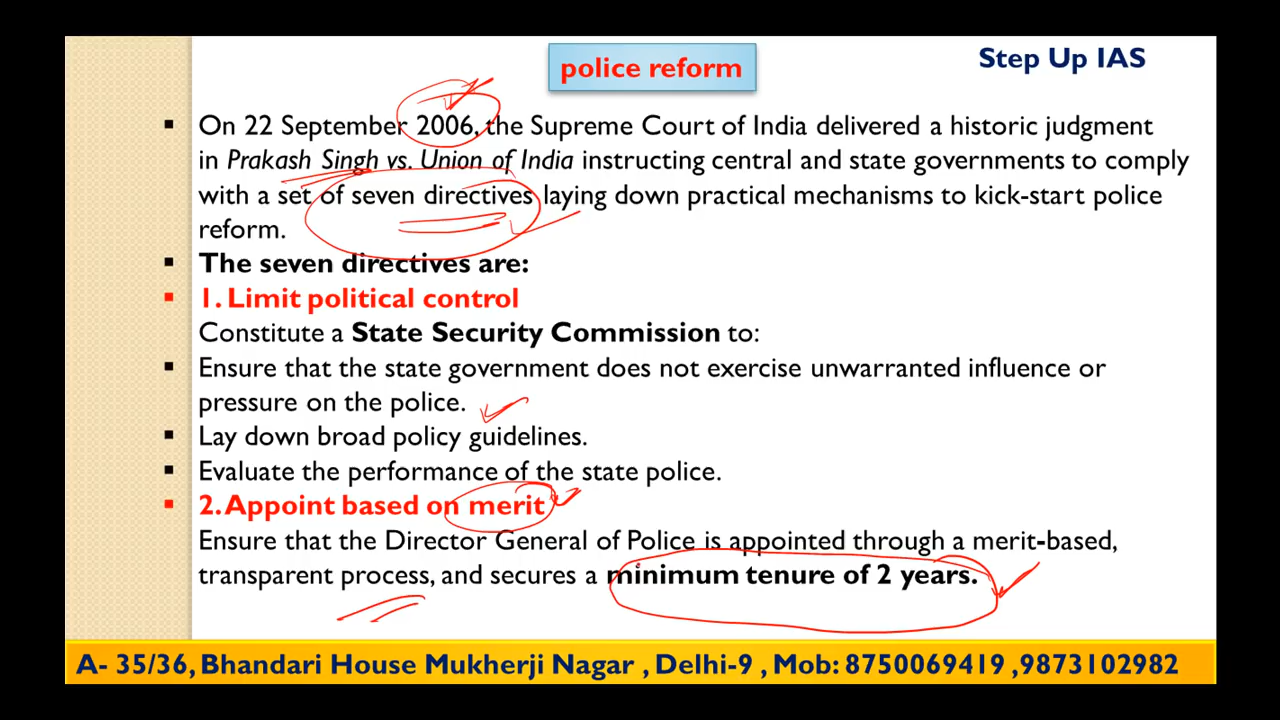 police reform
Step Up IAS
▪ On 22 September 2006, the Supreme Court of India delivered a historic judgment
in Prakash Singh vs. Union of India instructing central and state governments to comply
with a set of seven directives laying down practical mechanisms to kick-start police
reform.
▪ The seven directives are:
▪ 1. Limit political control
Constitute a State Security Commission to:
▪ Ensure that the state government does not exercise unwarranted influence or
pressure on the police.
▪ Lay down broad policy guidelines.
▪ Evaluate the performance of the state police.
▪ 2. Appoint based on merit
Ensure that the Director General of Police is appointed through a merit-based,
transparent process, and secures a minimum tenure of 2 years.
A- 35/36, Bhandari House Mukherji Nagar , Delhi-9 , Mob: 8750069419 ,9873102982